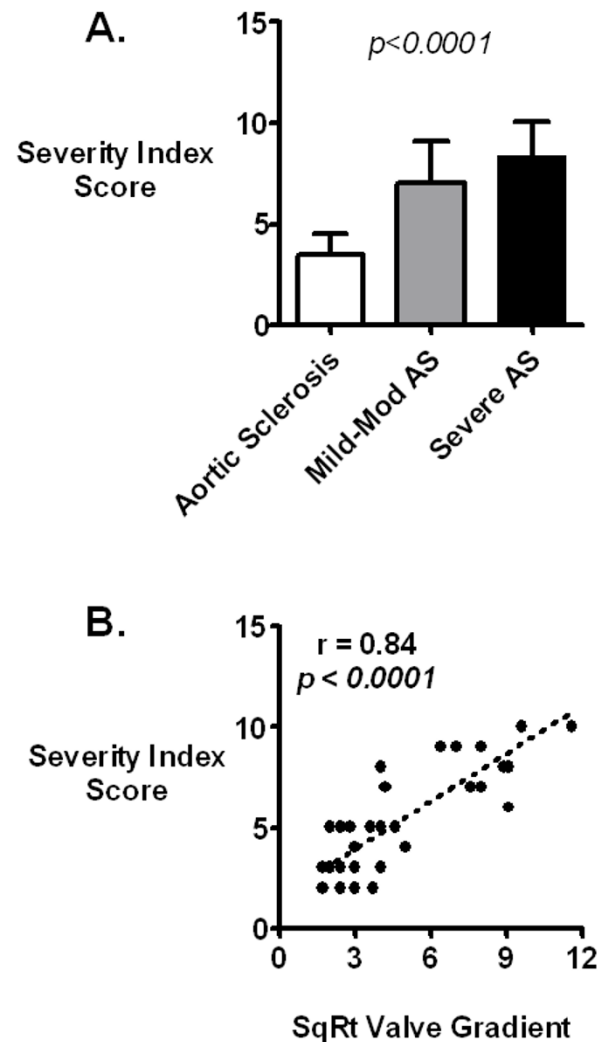 A.
15
p<0.0001
10
Severity Index
Score
5
0
Aortic Sclerosis
Mild-Mod AS
Severe AS
B.
15
r = 0.84
p < 0.0001
10
Severity Index
Score
5
0
0 3 6 9 12
SqRt Valve Gradient